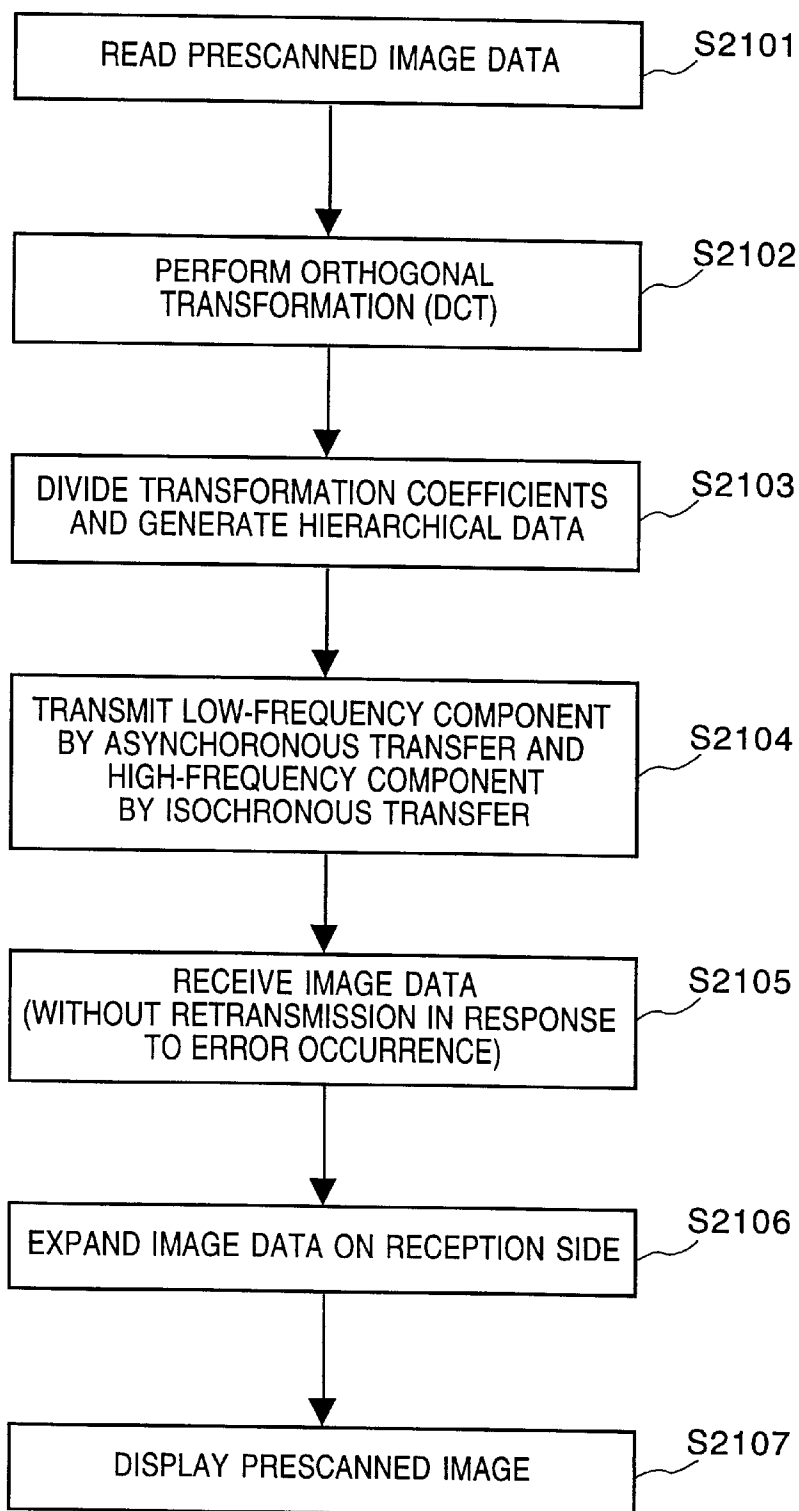 READ PRESCANNED IMAGE DATA
S2101
PERFORM ORTHOGONAL
TRANSFORMATION (DCT)
S2102
DIVIDE TRANSFORMATION COEFFICIENTS
AND GENERATE HIERARCHICAL DATA
S2103
TRANSMIT LOW-FREQUENCY COMPONENT
BY ASYNCHORONOUS TRANSFER AND
HIGH-FREQUENCY COMPONENT
BY ISOCHRONOUS TRANSFER
S2104
RECEIVE IMAGE DATA
(WITHOUT RETRANSMISSION IN RESPONSE
TO ERROR OCCURRENCE)
S2105
EXPAND IMAGE DATA ON RECEPTION SIDE
S2106
DISPLAY PRESCANNED IMAGE
S2107